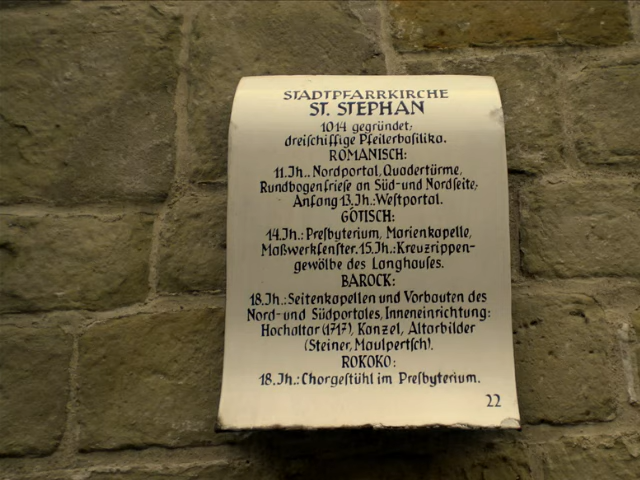 STADTPFARRKIRCHE
ST. STEPHAN
1014 gegründet;
dreischiffige Pfeilerbasilika.
ROMANISCH:
11.Jh.. Nordportal, Quadertürme,
Rundbogenfriese an Süd-und Nordseite;
Anfang 13.Jh.:Westportal.
GOTISCH:
14.Jh.: Presbyterium, Marienkapelle,
Maßwerkfenster.15.Jh.:Kreuzrippen-
gewölbe des Langhauses.
BAROCK:
18.Jh.:Seitenkapellen und Vorbauten des
Nord-und Südportales, Inneneinrichtung:
Hochaltar (1717), Kanzel, Altarbilder
(Steiner, Maulpertsch).
ROKOKO:
18.Jh.:Chorgestühl im Presbyterium.
22